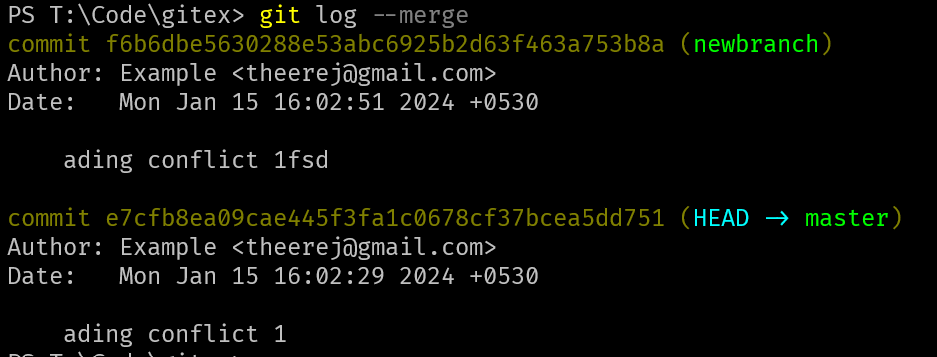 PS T:\Code\gitex> git log --merge
commit f6b6dbe5630288e53abc6925b2d63f463a753b8a (newbranch)
Author: Example <theerej@gmail.com>
Date:   Mon Jan 15 16:02:51 2024 +0530
ading conflict 1fsd
commit e7cfb8ea09cae445f3fa1c0678cf37bcea5dd751 (HEAD -> master)
Author: Example <theerej@gmail.com>
Date:   Mon Jan 15 16:02:29 2024 +0530
ading conflict 1